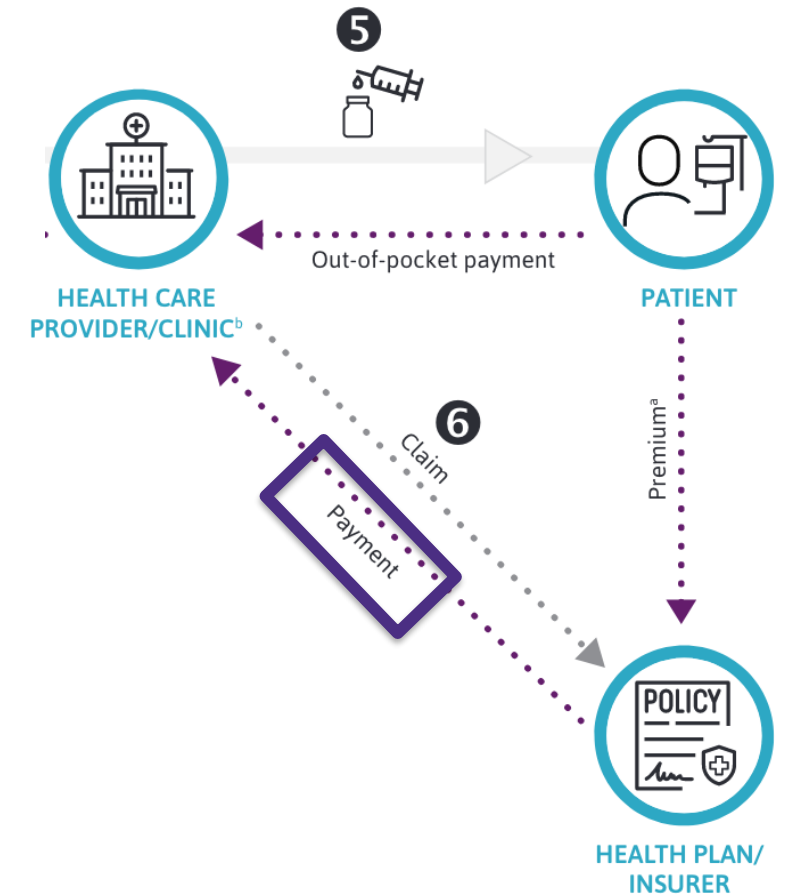 5
Out-of-pocket payment
HEALTH CARE
PROVIDER/CLINICᵇ
PATIENT
6
Claim
Payment
Premiumᵃ
POLICY
HEALTH PLAN/
INSURER